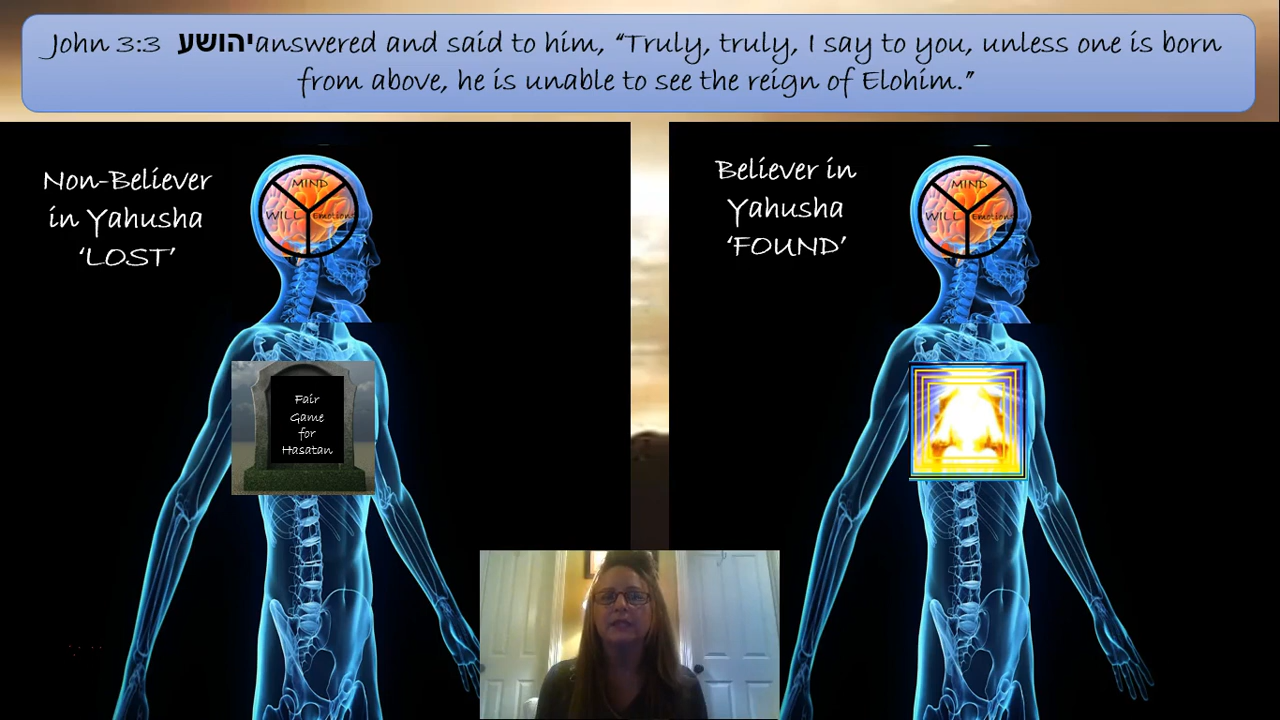 John 3:3 יהושע answered and said to him, “Truly, truly, I say to you, unless one is born
from above, he is unable to see the reign of Elohim.”
Non-Believer
in Yahusha
‘LOST’
MIND
WILL Emotions
Fair
Game
for
Hasatan
Believer in
Yahusha
‘FOUND’
MIND
WILL Emotions